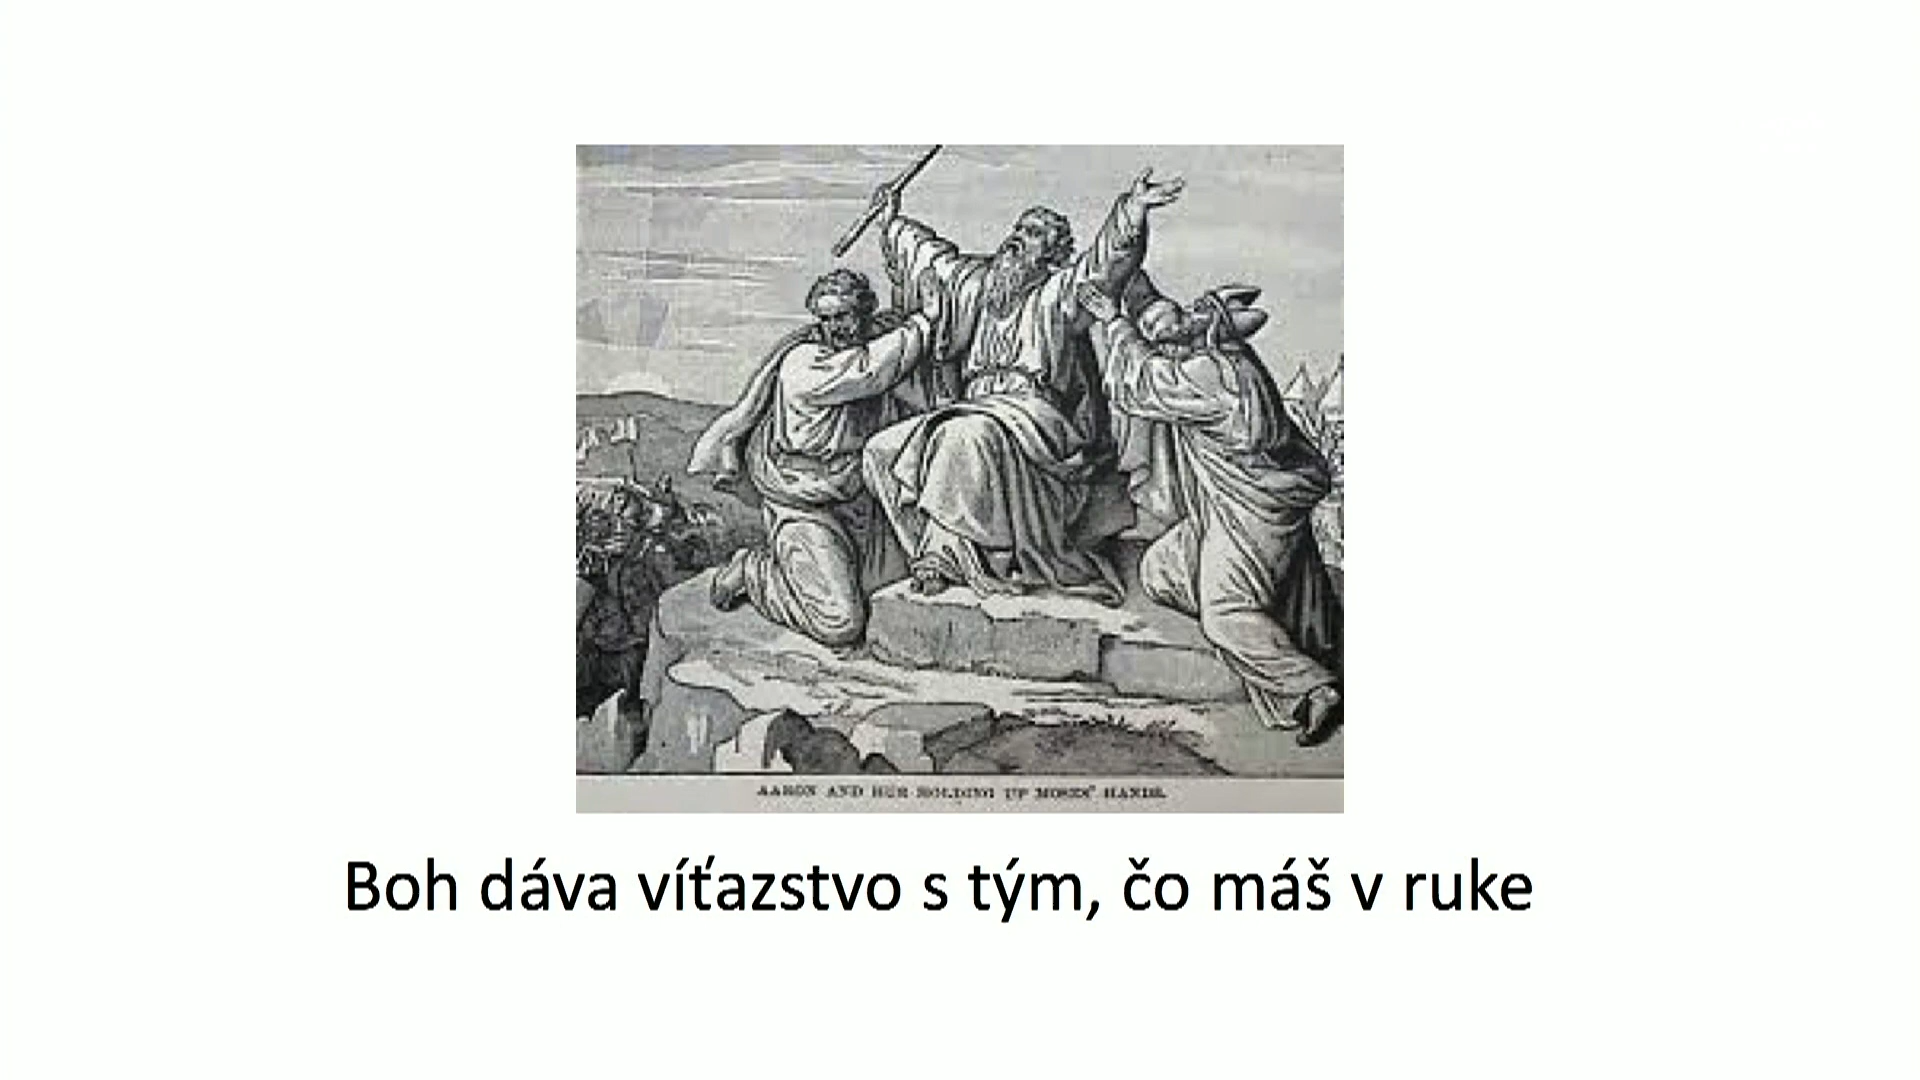 AARON AND HUR HOLDING UP MOSES' HANDS.
Boh dáva víťazstvo s tým, čo máš v ruke